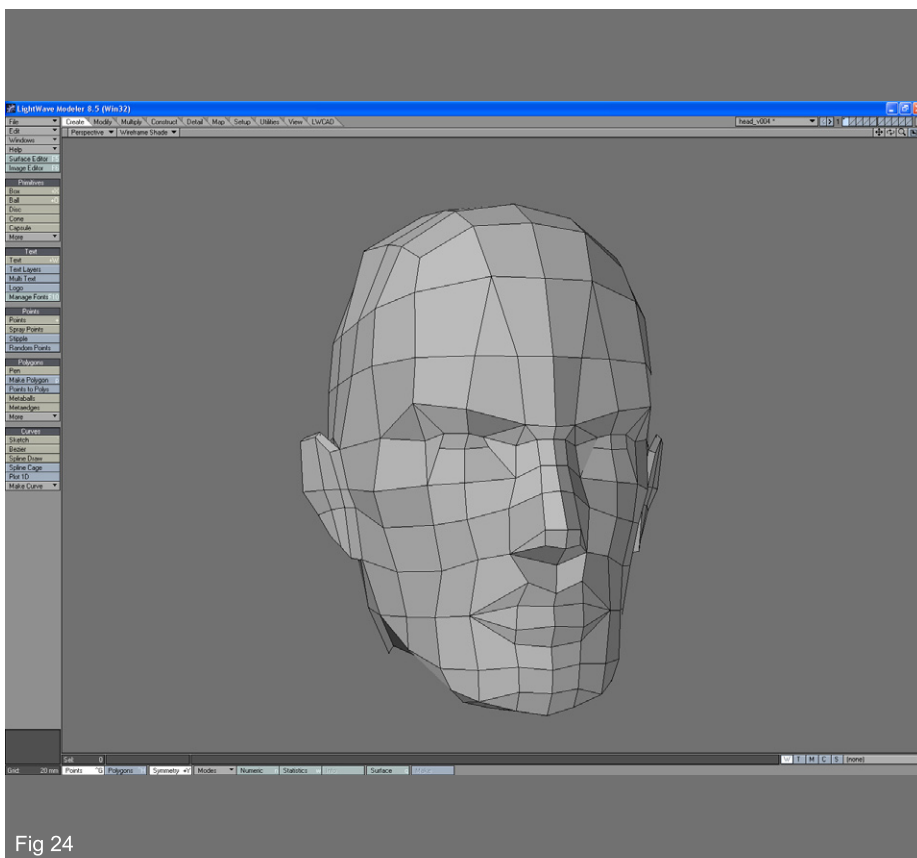 LightWave Modeler 8.5 (Win32)
File
Create Modify Multiply Construct Detail Map Setup Utilities View LWCAD
head_v004 *
1
Edit
Perspective Wireframe Shade
Windows
Help
Surface Editor
Image Editor
Primitives
Box
Ball
Disc
Cone
Capsule
More
Text
Text
Text Layers
Multi Text
Logo
Manage Fonts
Points
Points
Spray Points
Stipple
Random Points
Polygons
Pen
Make Polygon
Points to Polys
Metaballs
Metaedges
More
Curves
Sketch
Bezier
Spline Draw
Spline Cage
Plot 1D
Make Curve
Sel: 0
W T M C S (none)
Grid: 20 mm Points ^G Polygons Symmetry +Y Modes Numeric Statistics Surface
Fig 24